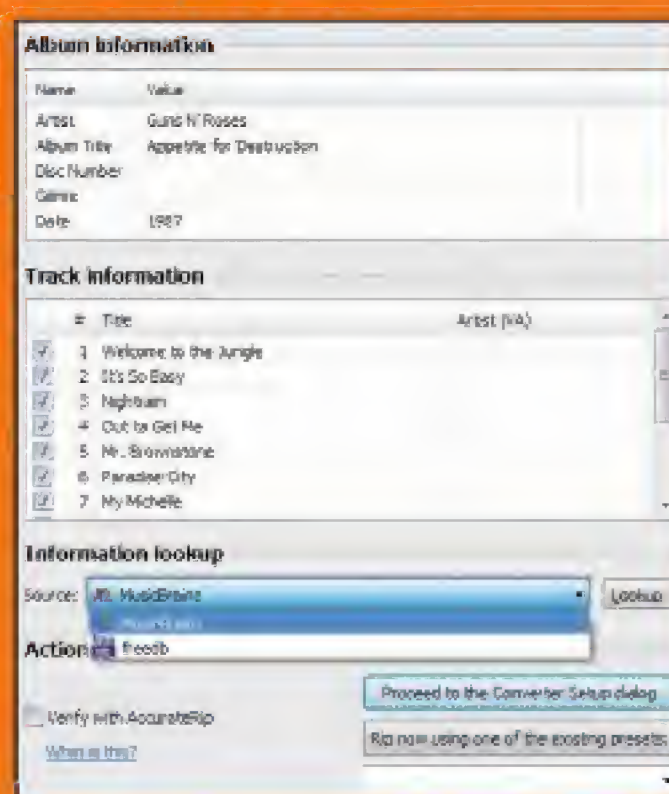 Album information
Name Value
Artist Guns N' Roses
Album Title Appetite for Destruction
Disc Number
Genre
Date 1987
Track information
# Title Artist (VA)
1 Welcome to the Jungle
2 It's So Easy
3 Nightrain
4 Out to Get Me
5 Mr. Brownstone
6 Paradise City
7 My Michelle
Information lookup
Source: MusicBrainz Lookup
MusicBrainz
Action freedb
Proceed to the Converter Setup dialog
Verify with AccurateRip
What is this?
Rip now using one of the existing presets: